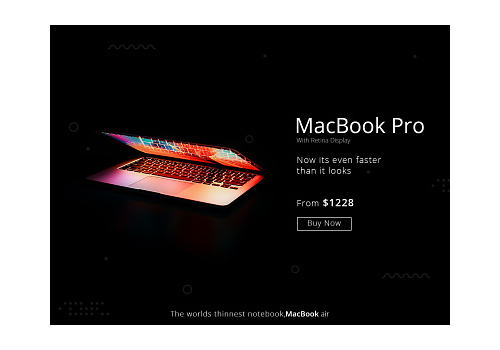 MacBook Pro
With Retina Display
Now its even faster
than it looks
From $1228
Buy Now
The worlds thinnest notebook,MacBook air